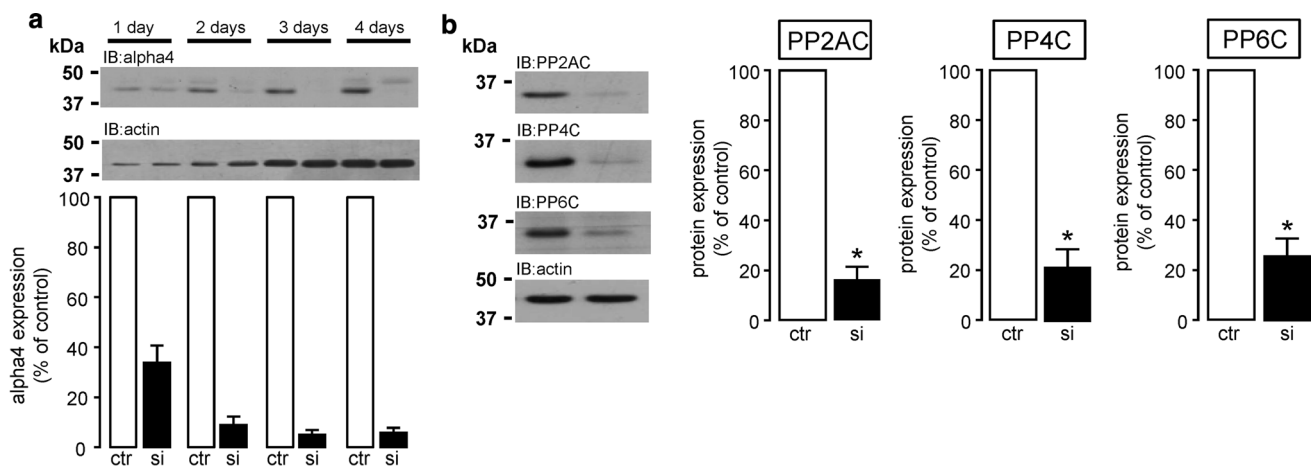 a
1 day 2 days 3 days 4 days
kDa
IB:alpha4
50
37
IB:actin
50
37
alpha4 expression
(% of control)
100
80
60
40
20
0
ctr si ctr si ctr si ctr si
b
kDa
IB:PP2AC
37
IB:PP4C
37
IB:PP6C
37
IB:actin
50
37
PP2AC
protein expression
(% of control)
100
80
60
40
20
0
*
ctr si
PP4C
protein expression
(% of control)
100
80
60
40
20
0
*
ctr si
PP6C
protein expression
(% of control)
100
80
60
40
20
0
*
ctr si